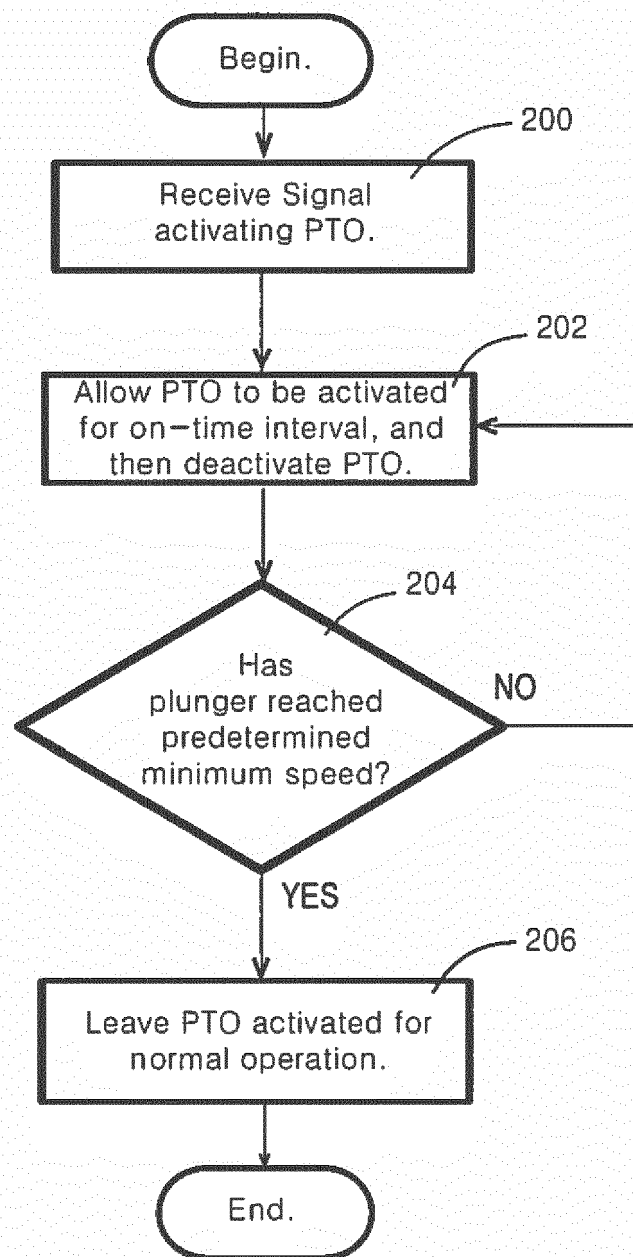 Begin.
200
Receive Signal
activating PTO.
202
Allow PTO to be activated
for on-time interval, and
then deactivate PTO.
204
Has
plunger reached
predetermined
minimum speed?
NO
YES
206
Leave PTO activated for
normal operation.
End.